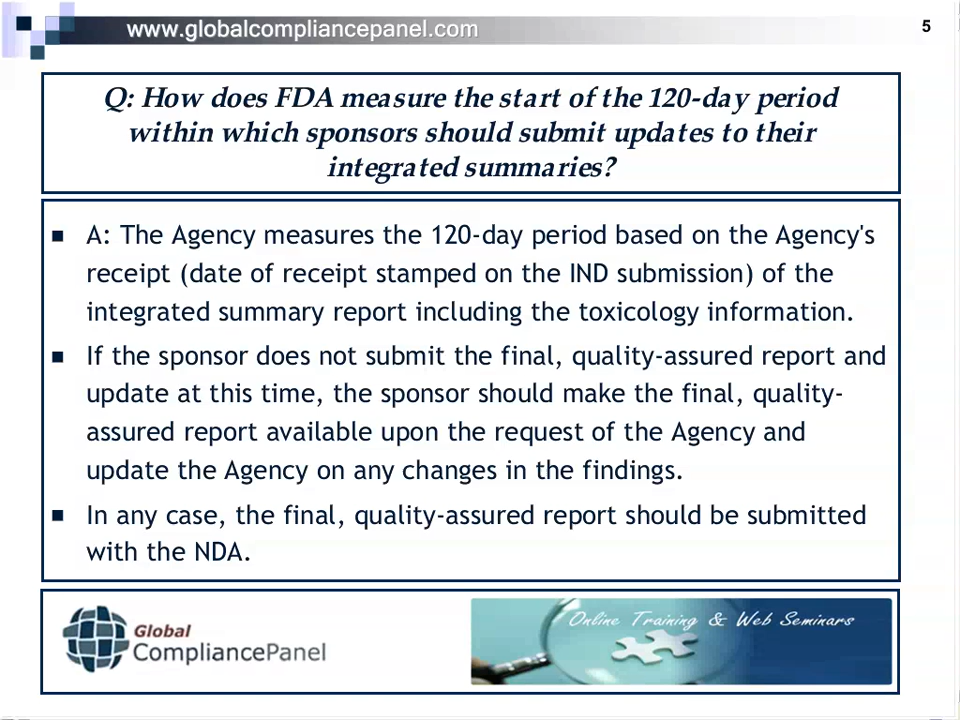 www.globalcompliancepanel.com
5
Q: How does FDA measure the start of the 120-day period
within which sponsors should submit updates to their
integrated summaries?
A: The Agency measures the 120-day period based on the Agency's
receipt (date of receipt stamped on the IND submission) of the
integrated summary report including the toxicology information.
If the sponsor does not submit the final, quality-assured report and
update at this time, the sponsor should make the final, quality-
assured report available upon the request of the Agency and
update the Agency on any changes in the findings.
In any case, the final, quality-assured report should be submitted
with the NDA.
Global
CompliancePanel
Online Training & Web Seminars